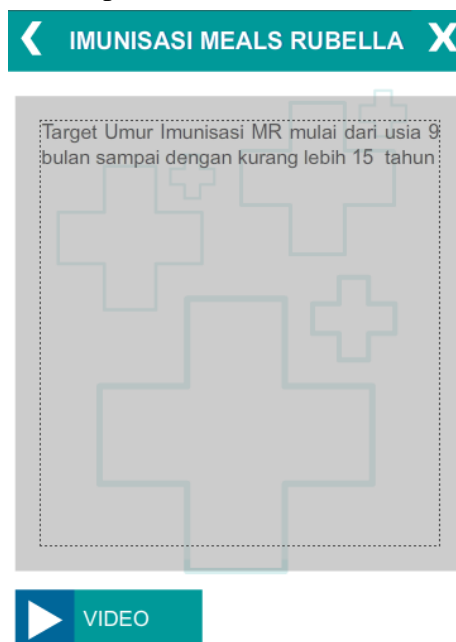 IMUNISASI MEALS RUBELLA X
Target Umur Imunisasi MR mulai dari usia 9
bulan sampai dengan kurang lebih 15 tahun
VIDEO